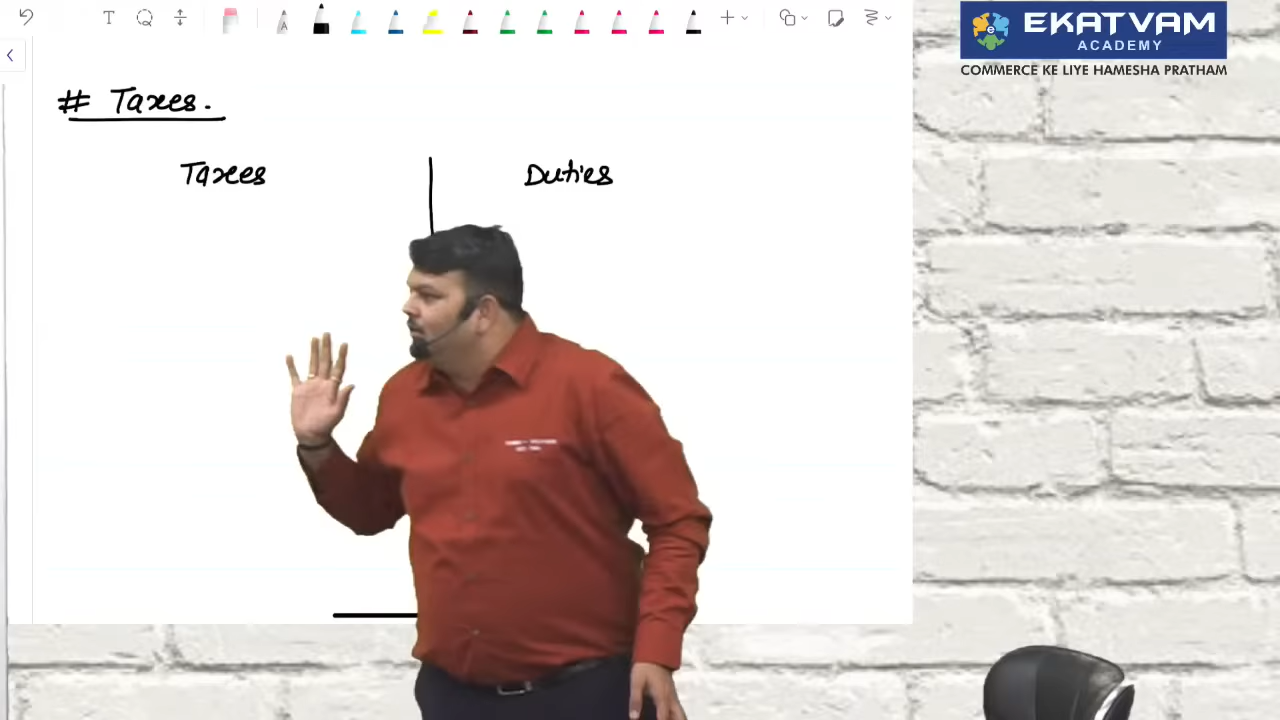 EKATVAM
ACADEMY
COMMERCE KE LIYE HAMESHA PRATHAM
# Taxes.
Taxes
Duties